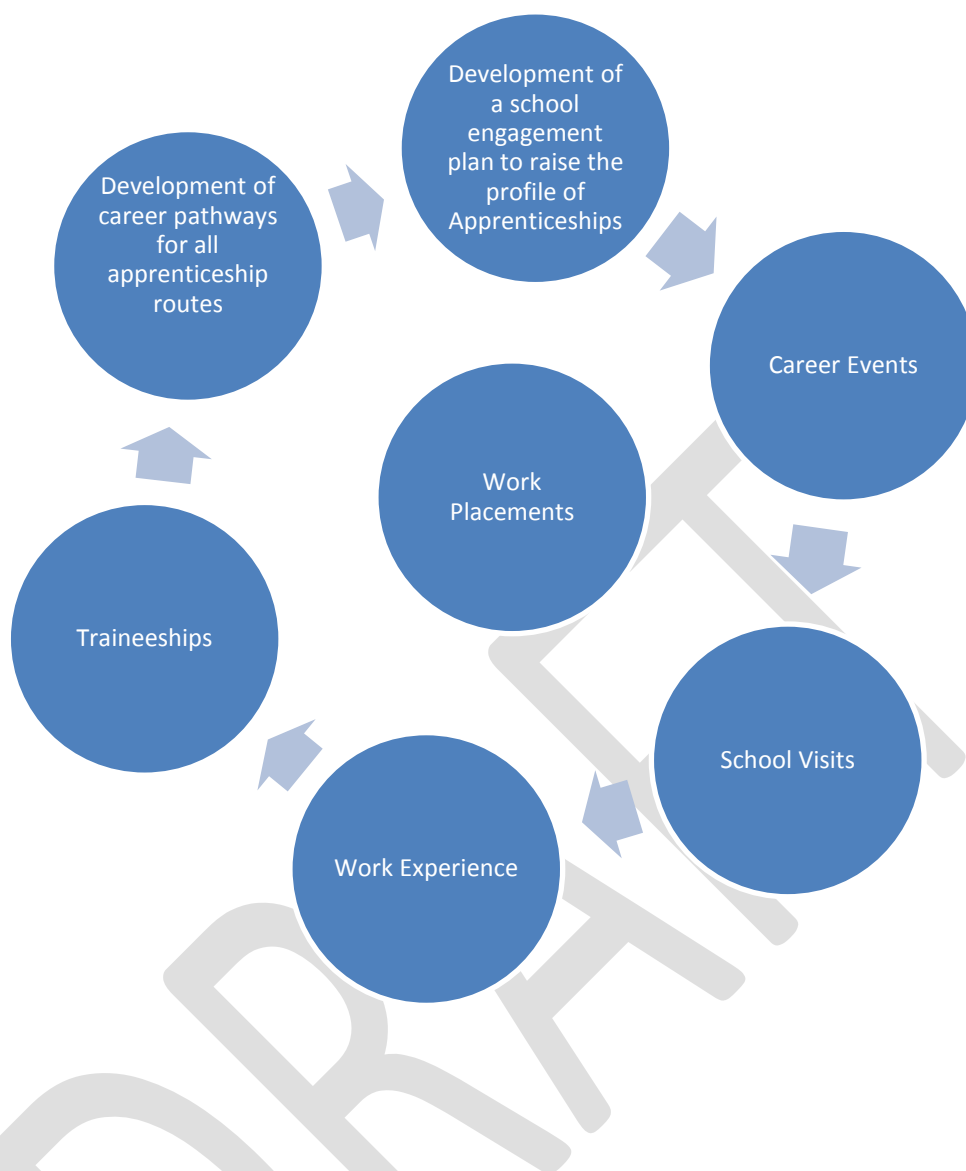 Development of
a school
engagement
plan to raise the
profile of
Apprenticeships
Development of
career pathways
for all
apprenticeship
routes
Career Events
Work
Placements
Traineeships
School Visits
Work Experience
DRAFT